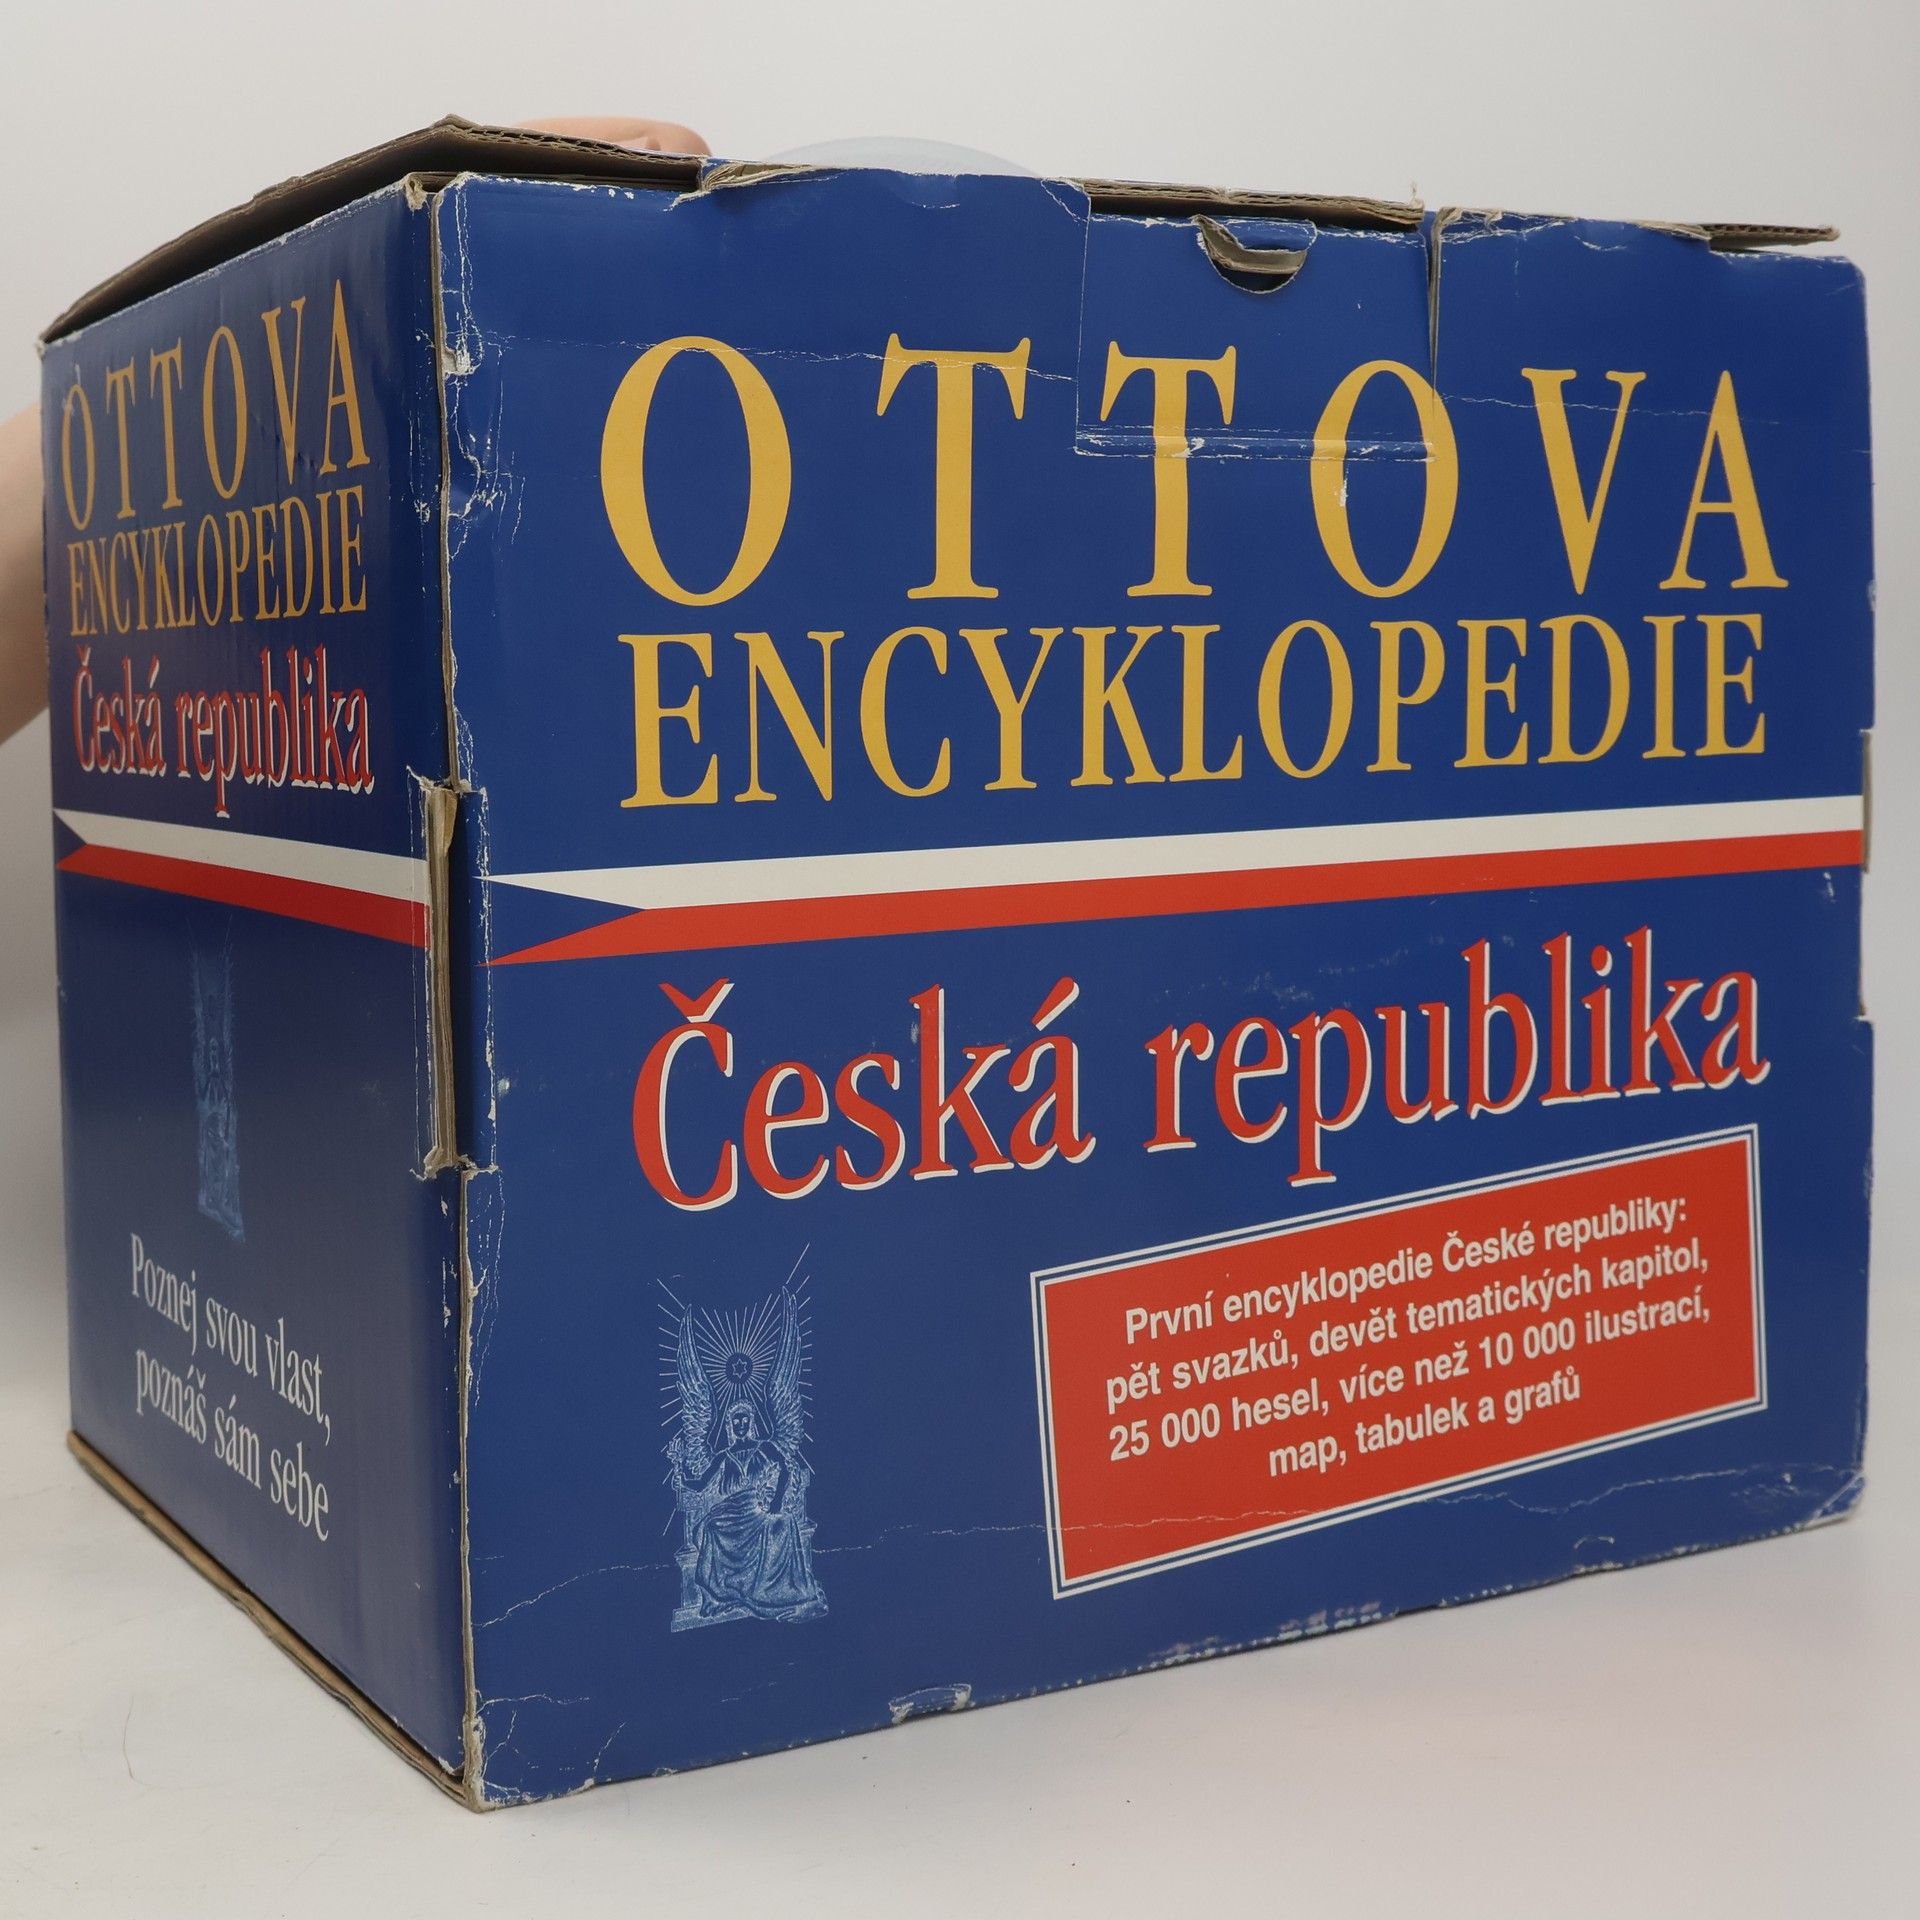 OTTOVA
ENCYKLOPEDIE
Česká republika
Poznej svou vlast,
poznáš sám sebe
OTTOVA
ENCYKLOPEDIE
Česká republika
První encyklopedie České republiky:
pět svazků, devět tematických kapitol,
25 000 hesel, více než 10 000 ilustrací,
map, tabulek a grafů